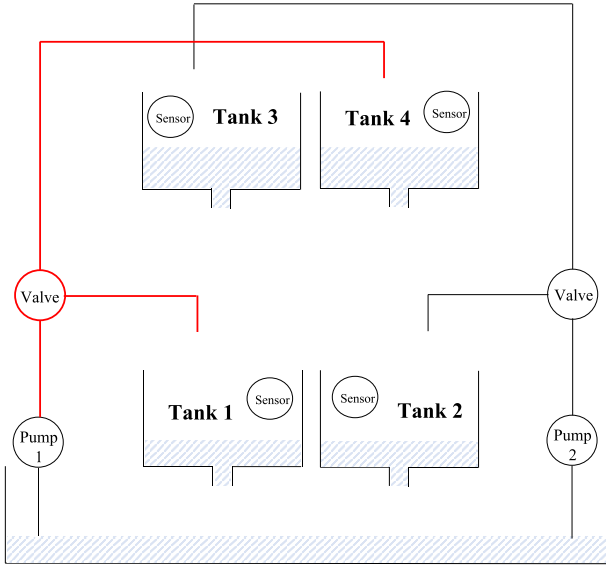 Sensor
Tank 3
Tank 4
Sensor
Valve
Valve
Tank 1
Sensor
Sensor
Tank 2
Pump
1
Pump
2